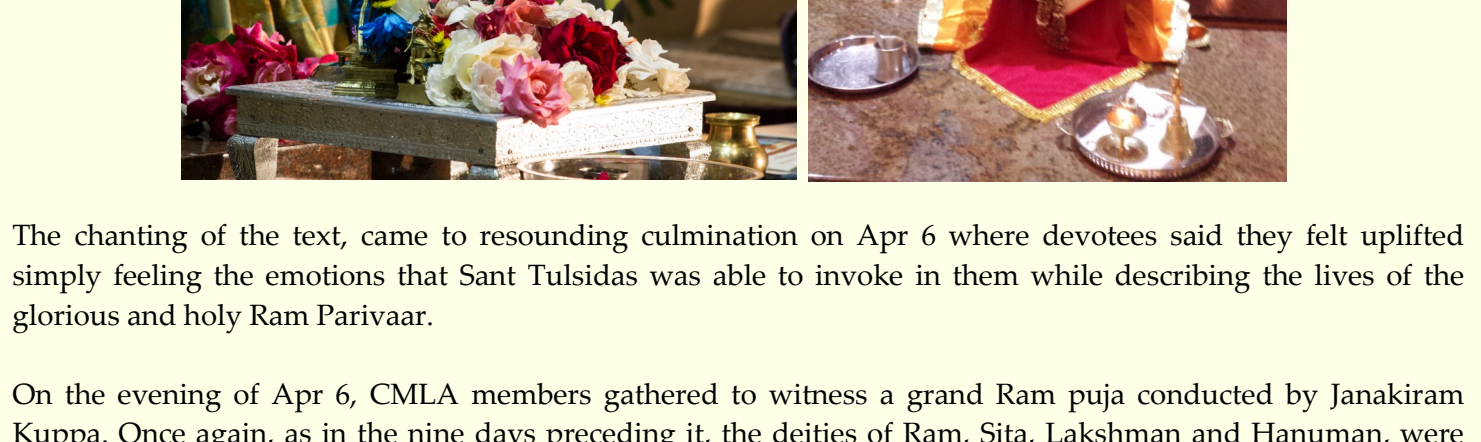 The chanting of the text, came to resounding culmination on Apr 6 where devotees said they felt uplifted
simply feeling the emotions that Sant Tulsidas was able to invoke in them while describing the lives of the
glorious and holy Ram Parivaar.
On the evening of Apr 6, CMLA members gathered to witness a grand Ram puja conducted by Janakiram
Kuppa. Once again, as in the nine days preceding it, the deities of Ram, Sita, Lakshman and Hanuman, were